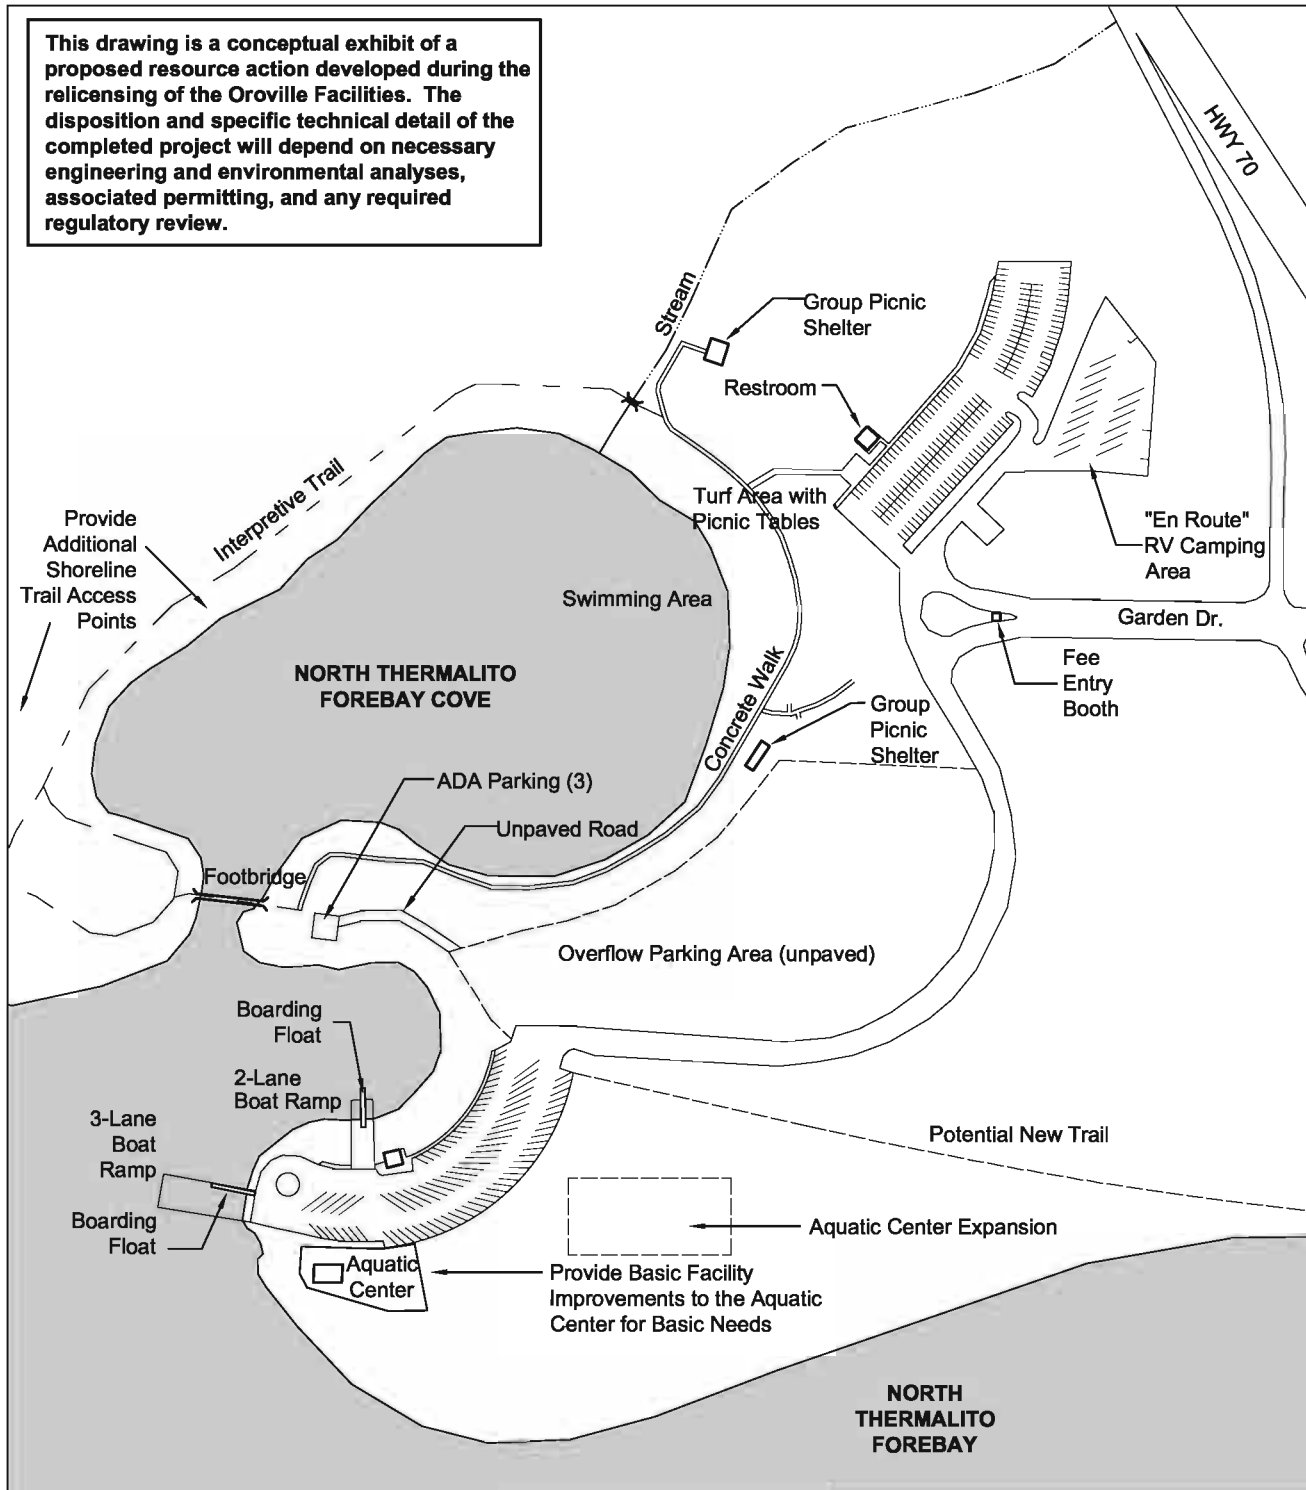 This drawing is a conceptual exhibit of a
proposed resource action developed during the
relicensing of the Oroville Facilities. The
disposition and specific technical detail of the
completed project will depend on necessary
engineering and environmental analyses,
associated permitting, and any required
regulatory review.
HWY 70
Stream
Group Picnic
Shelter
Restroom
Interpretive Trail
Turf Area with
Picnic Tables
Provide
Additional
Shoreline
Trail Access
Points
"En Route"
RV Camping
Area
Swimming Area
Garden Dr.
NORTH THERMALITO
FOREBAY COVE
Fee
Entry
Booth
Concrete Walk
Group
Picnic
Shelter
ADA Parking (3)
Unpaved Road
Footbridge
Overflow Parking Area (unpaved)
Boarding
Float
2-Lane
Boat Ramp
3-Lane
Boat
Ramp
Potential New Trail
Boarding
Float
Aquatic Center Expansion
Aquatic
Center
Provide Basic Facility
Improvements to the Aquatic
Center for Basic Needs
NORTH
THERMALITO
FOREBAY